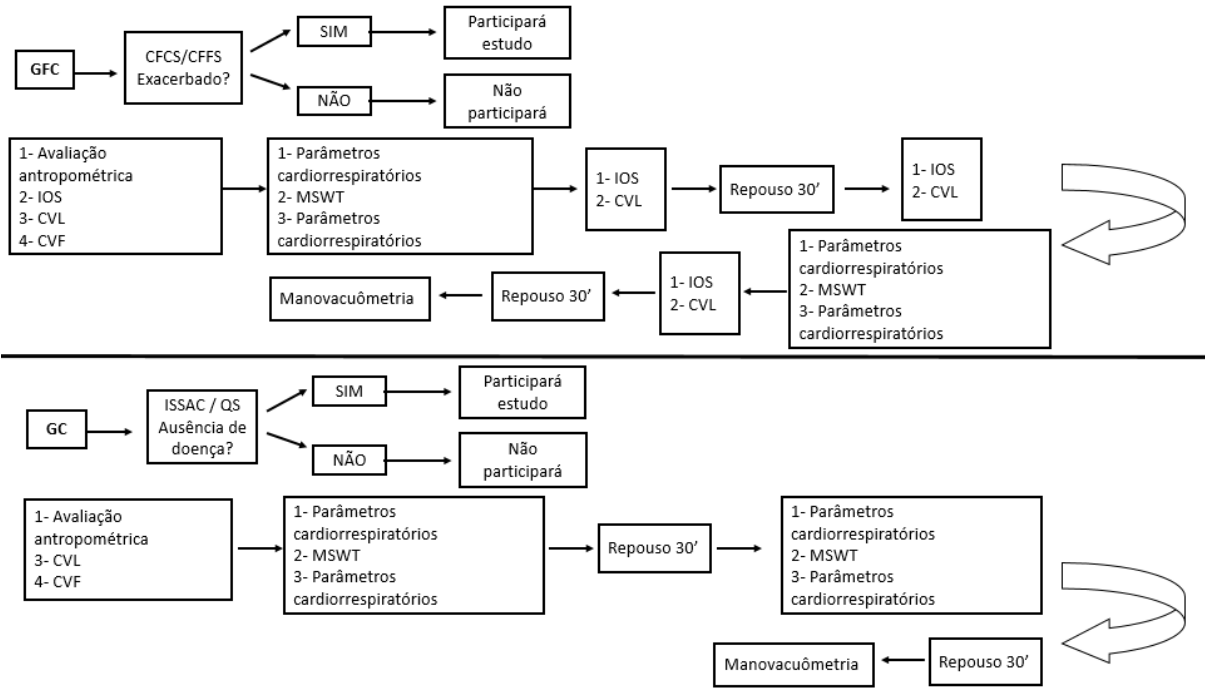 GFC
CFCS/CFFS
Exacerbado?
SIM
Participará
estudo
NÃO
Não
participará
1- Avaliação
antropométrica
2- IOS
3- CVL
4- CVF
1- Parâmetros
cardiorrespiratórios
2- MSWT
3- Parâmetros
cardiorrespiratórios
1- IOS
2- CVL
Repouso 30’
1- IOS
2- CVL
1- Parâmetros
cardiorrespiratórios
2- MSWT
3- Parâmetros
cardiorrespiratórios
1- IOS
2- CVL
Repouso 30’
Manovacuômetria
GC
ISSAC / QS
Ausência de
doença?
SIM
Participará
estudo
NÃO
Não
participará
1- Avaliação
antropométrica
3- CVL
4- CVF
1- Parâmetros
cardiorrespiratórios
2- MSWT
3- Parâmetros
cardiorrespiratórios
Repouso 30’
1- Parâmetros
cardiorrespiratórios
2- MSWT
3- Parâmetros
cardiorrespiratórios
Repouso 30’
Manovacuômetria